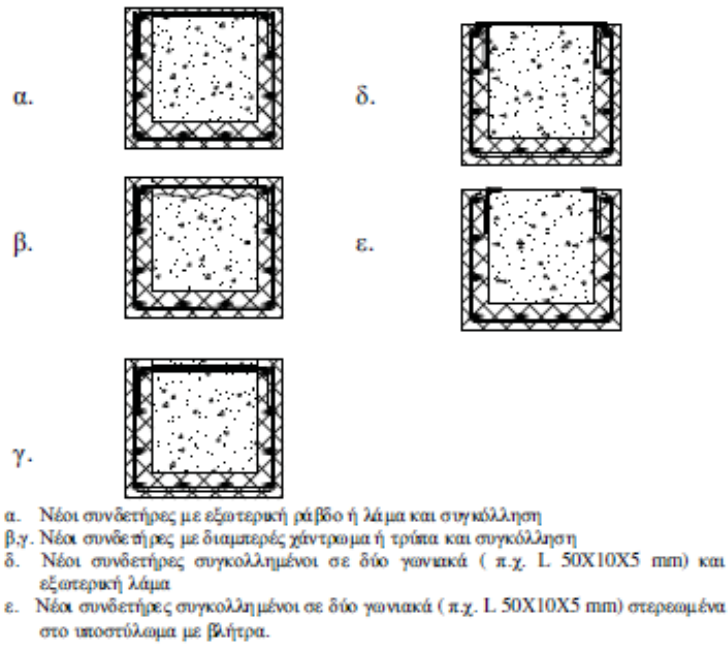 α.
δ.
β.
ε.
γ.
α. Νέοι συνδετήρες με εξωτερική ράβδο ή λάμα και συγκόλληση
β,γ. Νέοι συνδετήρες με διαμπερές χάντρωμα ή τρύπα και συγκόλληση
δ. Νέοι συνδετήρες συγκολλημένοι σε δύο γωνιακά ( π.χ. L 50X10X5 mm) και
εξωτερική λάμα
ε. Νέοι συνδετήρες συγκολλημένοι σε δύο γωνιακά ( π.χ. L 50X10X5 mm) στερεωμένα
στο υποστύλωμα με βλήτρα.